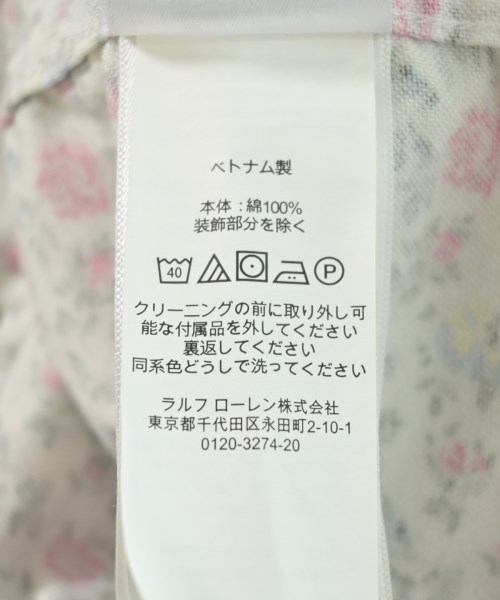 ベトナム製
本体 : 綿100%
装飾部分を除く
40 P
クリーニングの前に取り外し可
能な付属品を外してください
裏返してください
同系色どうしで洗ってください
ラルフ ローレン株式会社
東京都千代田区永田町2-10-1
0120-3274-20